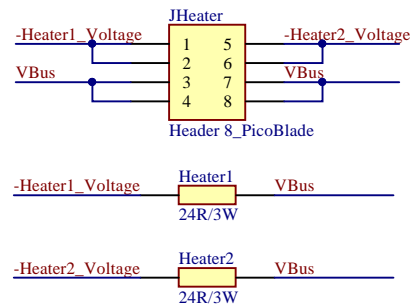 JHeater
-Heater1_Voltage 1 5 -Heater2_Voltage
2 6
VBus 3 7 VBus
4 8
Header 8_PicoBlade
Heater1
-Heater1_Voltage VBus
24R/3W
Heater2
-Heater2_Voltage VBus
24R/3W